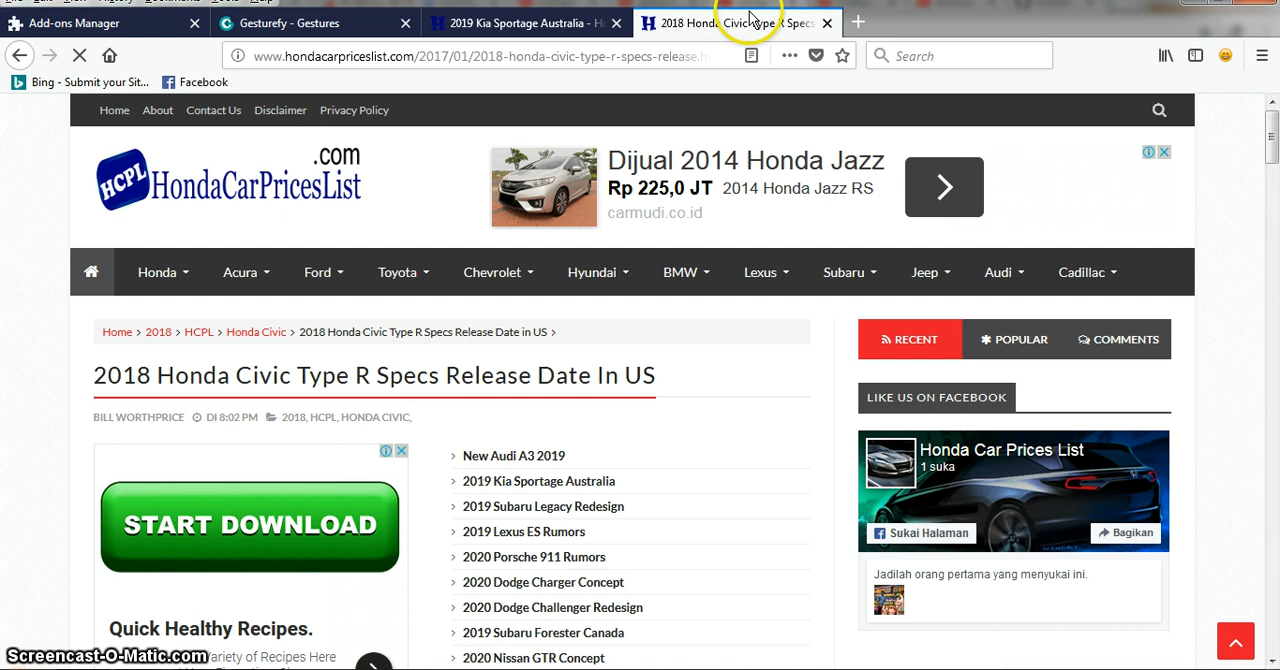 Add-ons Manager
Gesturefy - Gestures
2019 Kia Sportage Australia - H
2018 Honda Civic Type R Specs
www.hondacarpriceslist.com/2017/01/2018-honda-civic-type-r-specs-release.h
Search
Bing - Submit your Sit...
Facebook
Home About Contact Us Disclaimer Privacy Policy
HCPL HondaCarPricesList .com
Dijual 2014 Honda Jazz
Rp 225,0 JT 2014 Honda Jazz RS
carmudi.co.id
Honda Acura Ford Toyota Chevrolet Hyundai BMW Lexus Subaru Jeep Audi Cadillac
Home > 2018 > HCPL > Honda Civic > 2018 Honda Civic Type R Specs Release Date in US >
2018 Honda Civic Type R Specs Release Date In US
BILL WORTHPRICE DI 8:02 PM 2018, HCPL, HONDA CIVIC,
START DOWNLOAD
Quick Healthy Recipes.
Variety of Recipes Here
New Audi A3 2019
2019 Kia Sportage Australia
2019 Subaru Legacy Redesign
2019 Lexus ES Rumors
2020 Porsche 911 Rumors
2020 Dodge Charger Concept
2020 Dodge Challenger Redesign
2019 Subaru Forester Canada
2020 Nissan GTR Concept
RECENT POPULAR COMMENTS
LIKE US ON FACEBOOK
Honda Car Prices List
1 suka
Sukai Halaman
Bagikan
Jadilah orang pertama yang menyukai ini.
Screencast-O-Matic.com